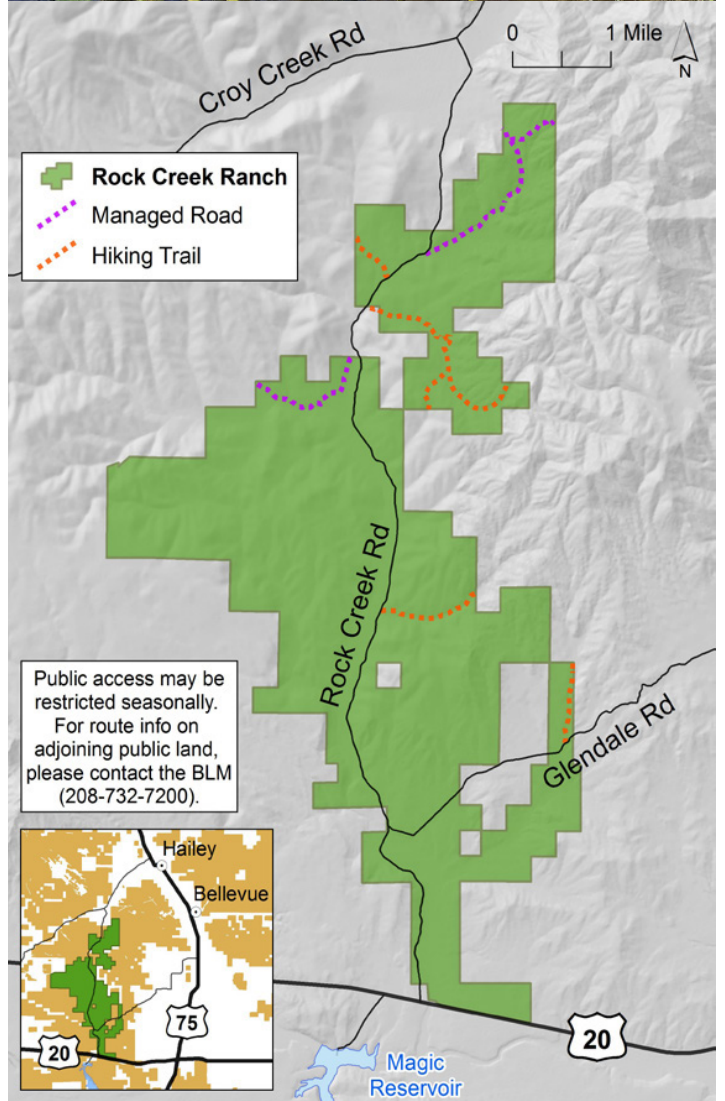 Croy Creek Rd
0 1 Mile
N
Rock Creek Ranch
Managed Road
Hiking Trail
Rock Creek Rd
Glendale Rd
Public access may be
restricted seasonally.
For route info on
adjoining public land,
please contact the BLM
(208-732-7200).
Hailey
Bellevue
75
20
20
Magic
Reservoir